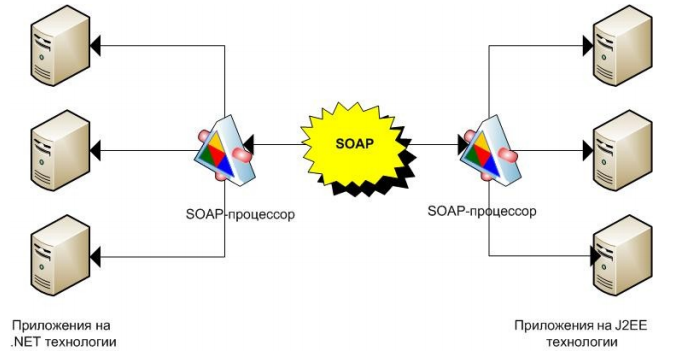 SOAP
SOAP-процессор
SOAP-процессор
Приложения на
.NET технологии
Приложения на J2EE
технологии